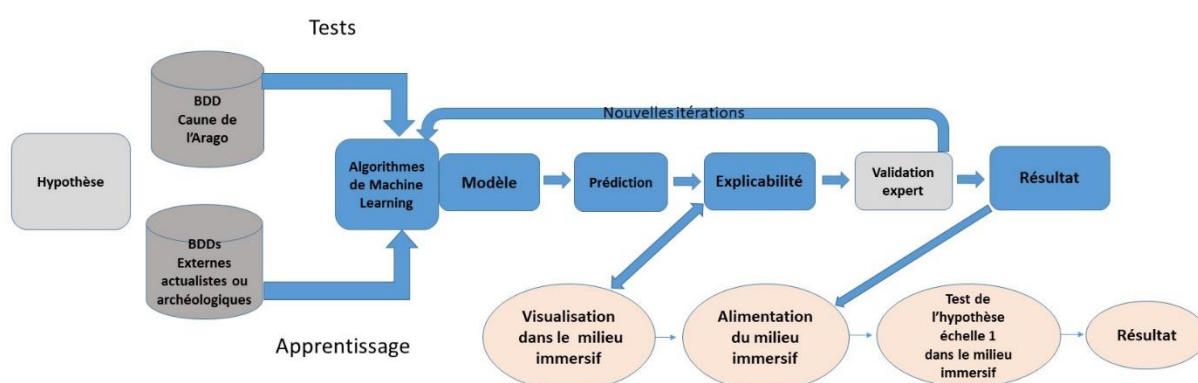 Tests
BDD
Caune de
l'Arago
Nouvelles itérations
Hypothèse
Algorithmes
de Machine
Learning
Modèle
Prédiction
Explicabilité
Validation
expert
Résultat
BDDs
Externes
actualistes ou
archéologiques
Apprentissage
Visualisation
dans le milieu
immersif
Alimentation
du milieu
immersif
Test de
l'hypothèse
échelle 1
dans le milieu
immersif
Résultat